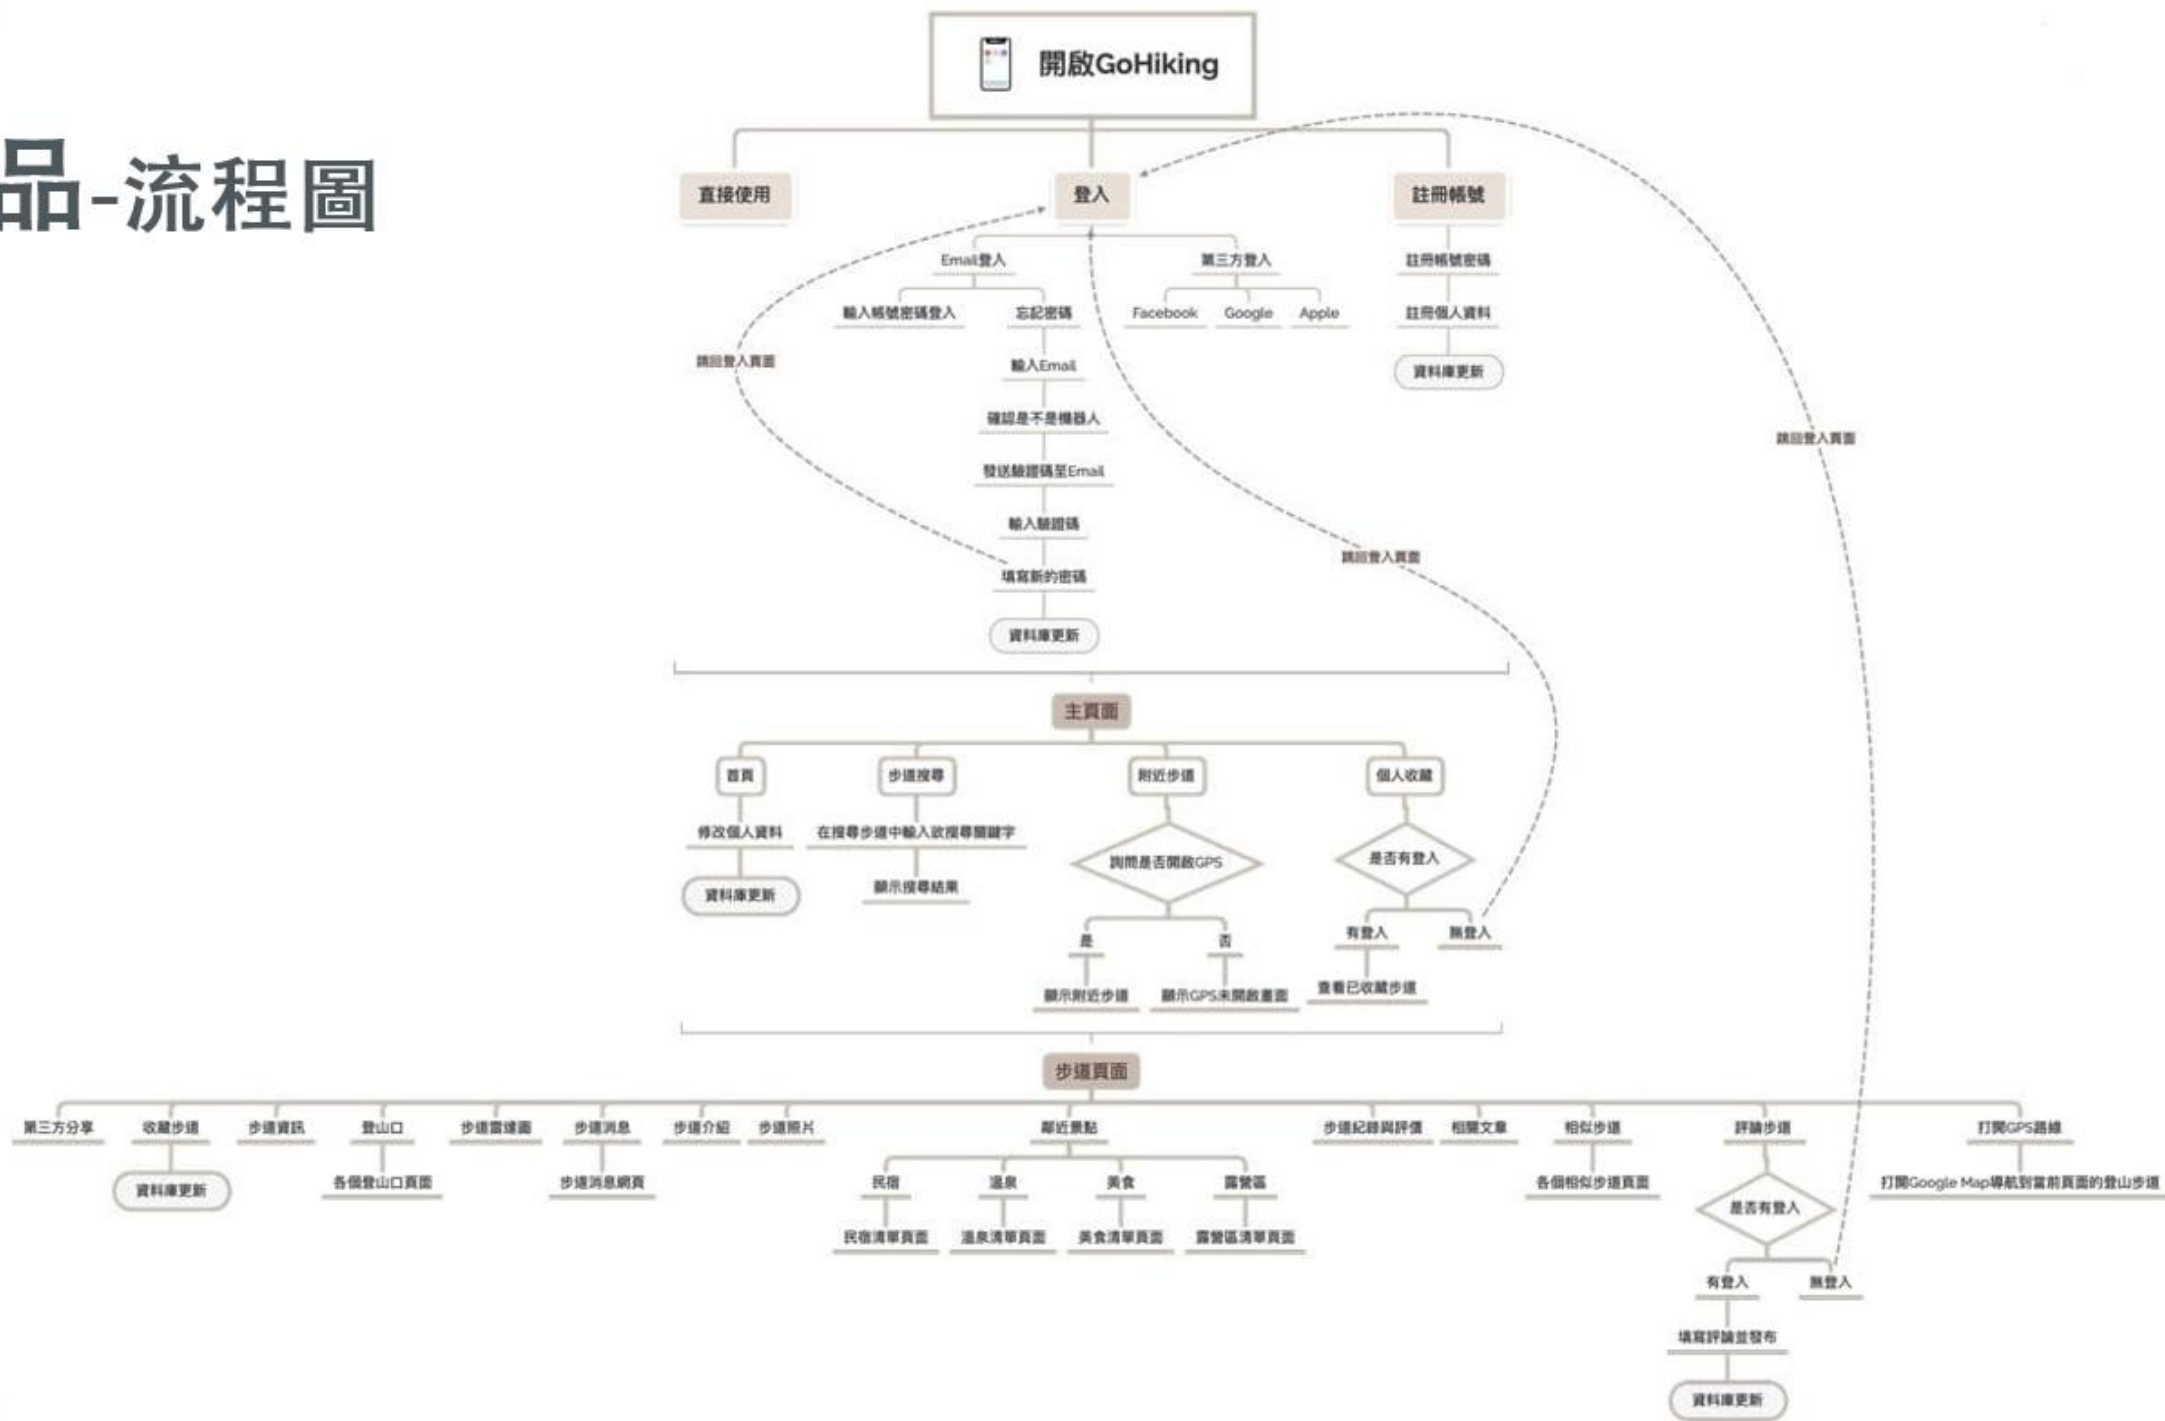 品-流程圖
開啟GoHiking
直接使用
登入
註冊帳號
Email登入
第三方登入
註冊帳號密碼
輸入帳號密碼登入
忘記密碼
Facebook
Google
Apple
註冊個人資料
跳回登入頁面
輸入Email
資料庫更新
確認是不是機器人
跳回登入頁面
發送驗證碼至Email
輸入驗證碼
跳回登入頁面
填寫新的密碼
資料庫更新
主頁面
首頁
步道搜尋
附近步道
個人收藏
修改個人資料
在搜尋步道中輸入欲搜尋關鍵字
詢問是否開啟GPS
是否有登入
資料庫更新
顯示搜尋結果
是
否
有登入
無登入
顯示附近步道
顯示GPS未開啟畫面
查看已收藏步道
步道頁面
第三方分享
收藏步道
步道資訊
登山口
步道雷達圖
步道消息
步道介紹
步道照片
鄰近景點
步道紀錄與評價
相關文章
相似步道
評論步道
打開GPS路線
資料庫更新
各個登山口頁面
步道消息網頁
民宿
溫泉
美食
露營區
各個相似步道頁面
是否有登入
打開Google Map導航到當前頁面的登山步道
民宿清單頁面
溫泉清單頁面
美食清單頁面
露營區清單頁面
有登入
無登入
填寫評論並發布
資料庫更新